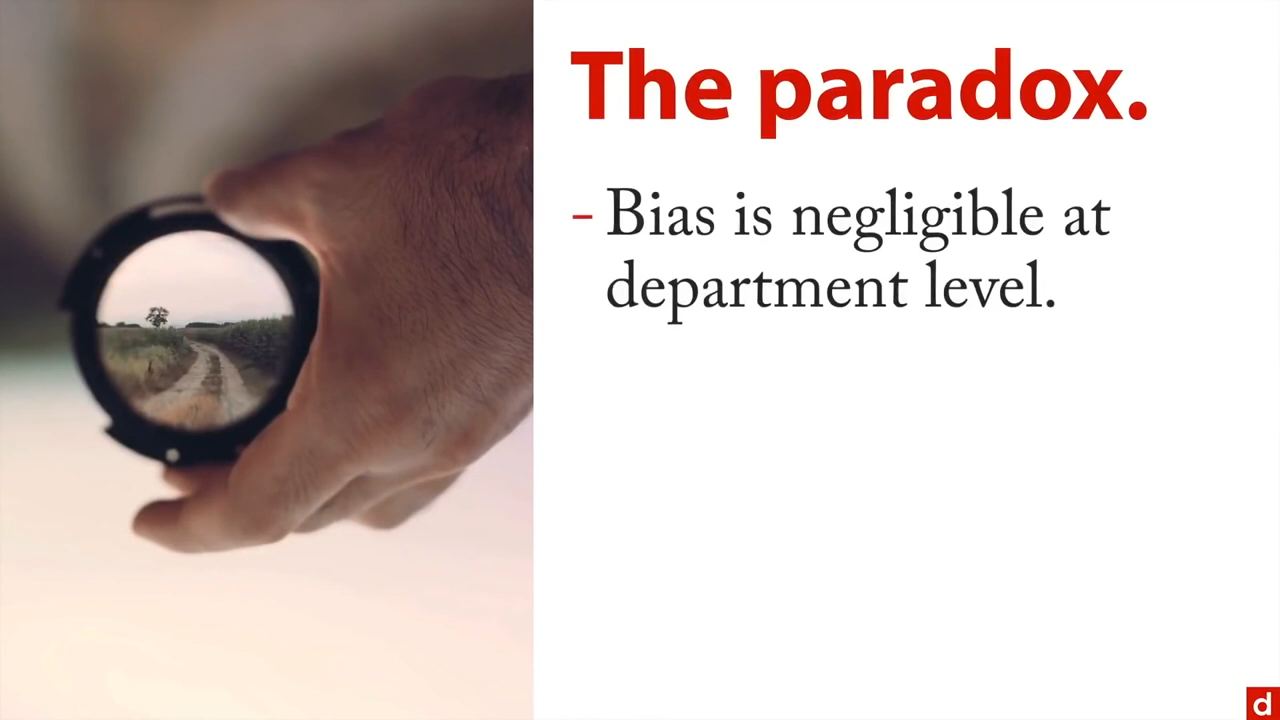 The paradox.
- Bias is negligible at
department level.
d